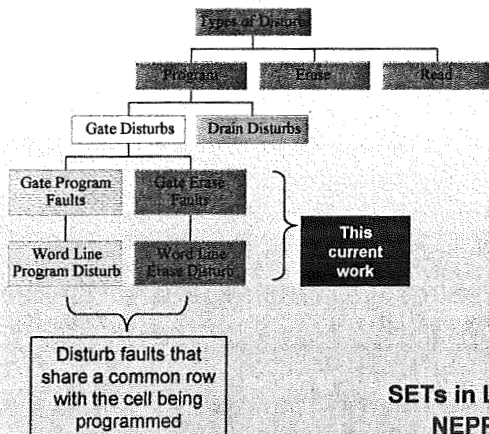 Types of Disturb
Program
Erase
Read
Gate Disturbs
Drain Disturbs
Gate Program
Faults
Gate Erase
Faults
Word Line
Program Disturb
Word Line
Erase Disturb
This
current
work
Disturb faults that
share a common row
with the cell being
programmed
SETs in L
NEPP